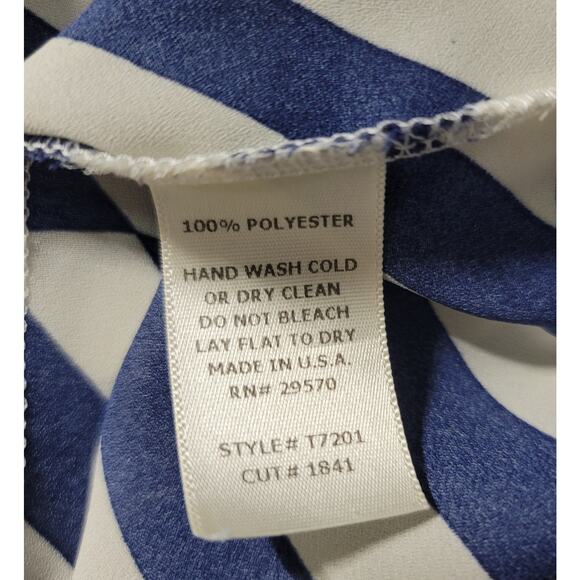 100% POLYESTER
HAND WASH COLD
OR DRY CLEAN
DO NOT BLEACH
LAY FLAT TO DRY
MADE IN U.S.A.
RN# 29570
STYLE# T7201
CUT# 1841